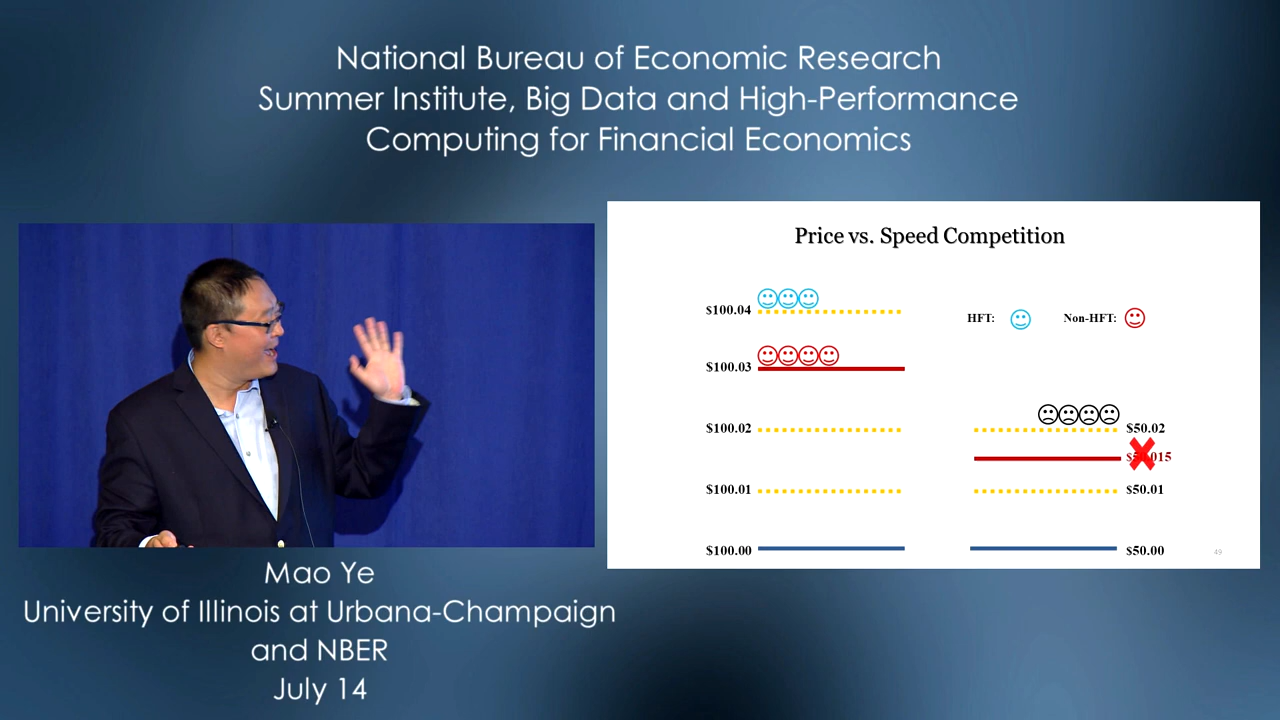 National Bureau of Economic Research
Summer Institute, Big Data and High-Performance
Computing for Financial Economics
Price vs. Speed Competition
$100.04
HFT:
Non-HFT:
$100.03
$100.02
$50.02
$100.01
$50.01
$100.00
$50.00
49
Mao Ye
University of Illinois at Urbana-Champaign
and NBER
July 14